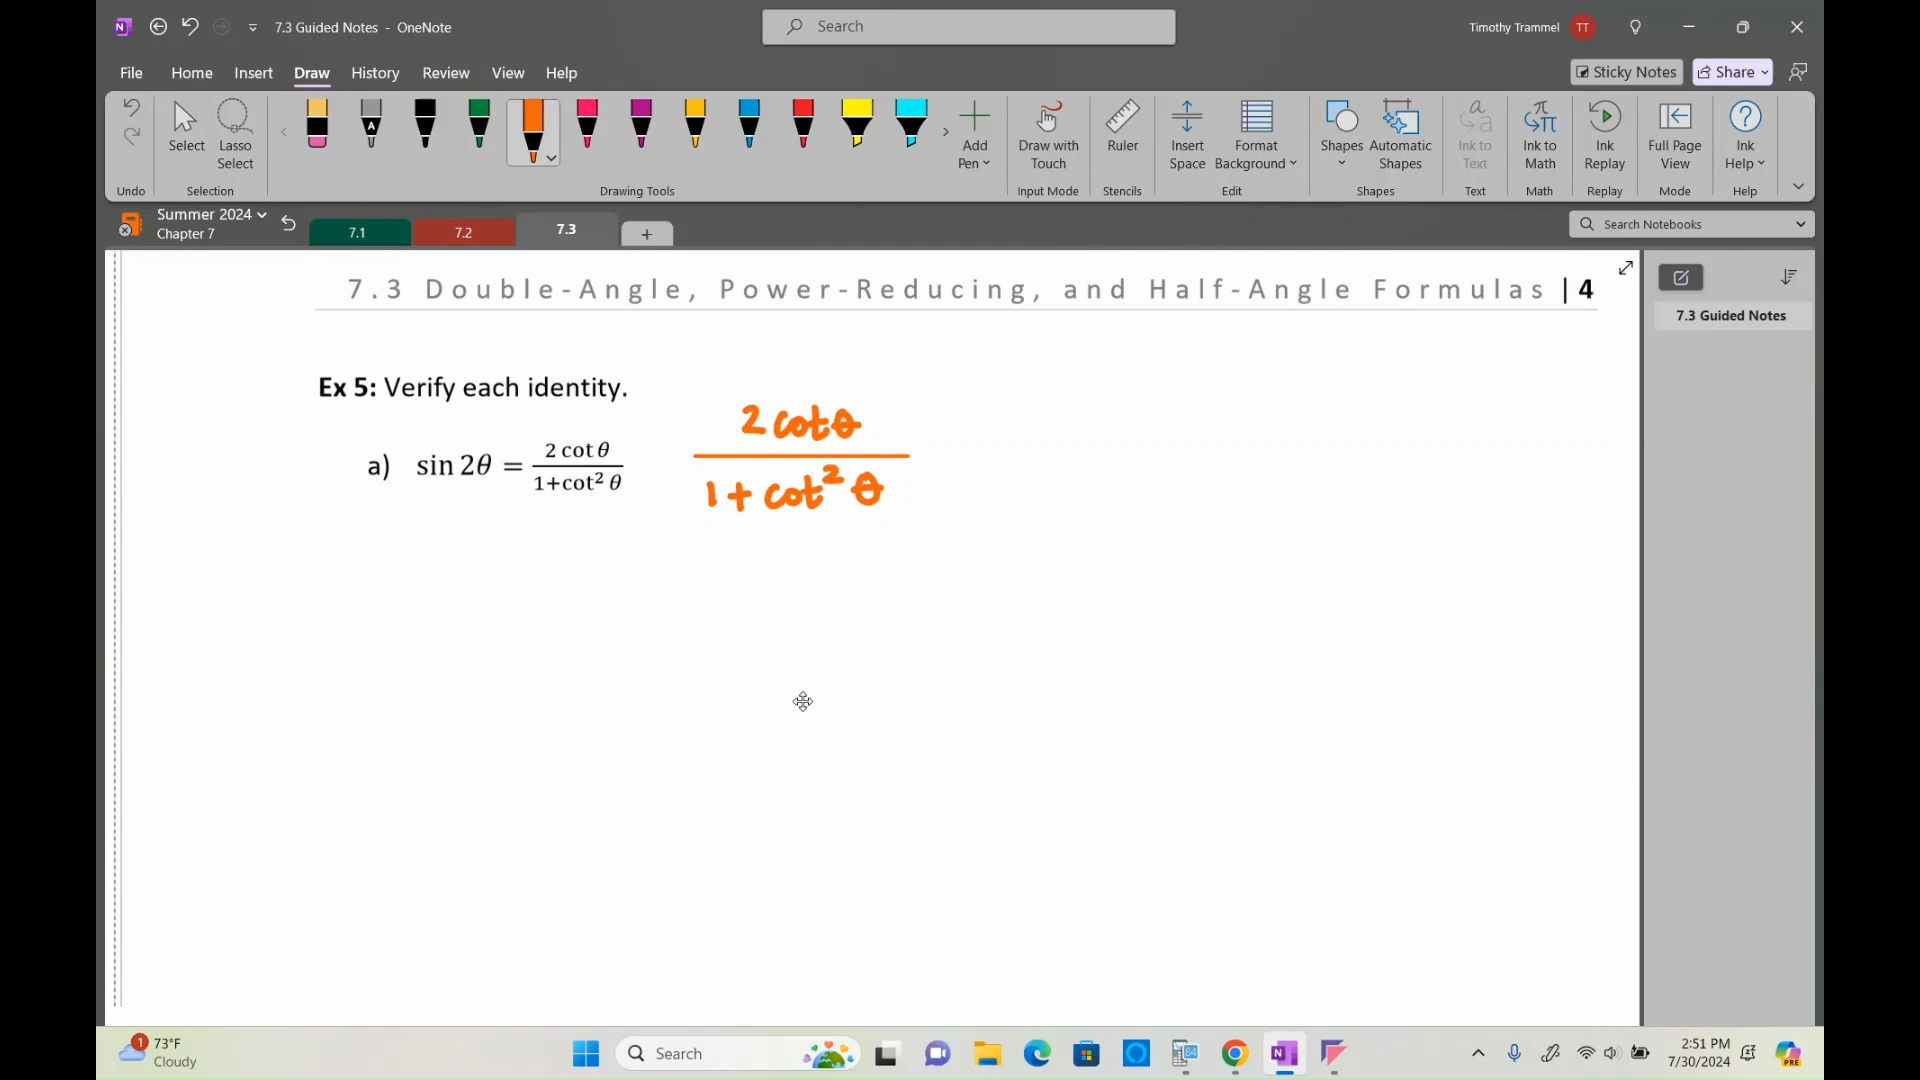 7.3 Guided Notes - OneNote
Search
Timothy Trammel TT
File Home Insert Draw History Review View Help
Sticky Notes Share
Select Lasso Select Add Pen Draw with Touch Ruler Insert Space Format Background Shapes Automatic Shapes Ink to Text Ink to Math Ink Replay Full Page View Ink Help
Undo Selection Drawing Tools Input Mode Stencils Edit Shapes Text Math Replay Mode Help
Summer 2024
Chapter 7
7.1 7.2 7.3 +
Search Notebooks
7.3 Double-Angle, Power-Reducing, and Half-Angle Formulas | 4
7.3 Guided Notes
Ex 5: Verify each identity.
a) sin 2θ = 2 cot θ / 1+cot² θ
2 cot θ
1 + cot² θ
1 73°F
Cloudy
Search
84
PRE
2:51 PM
7/30/2024